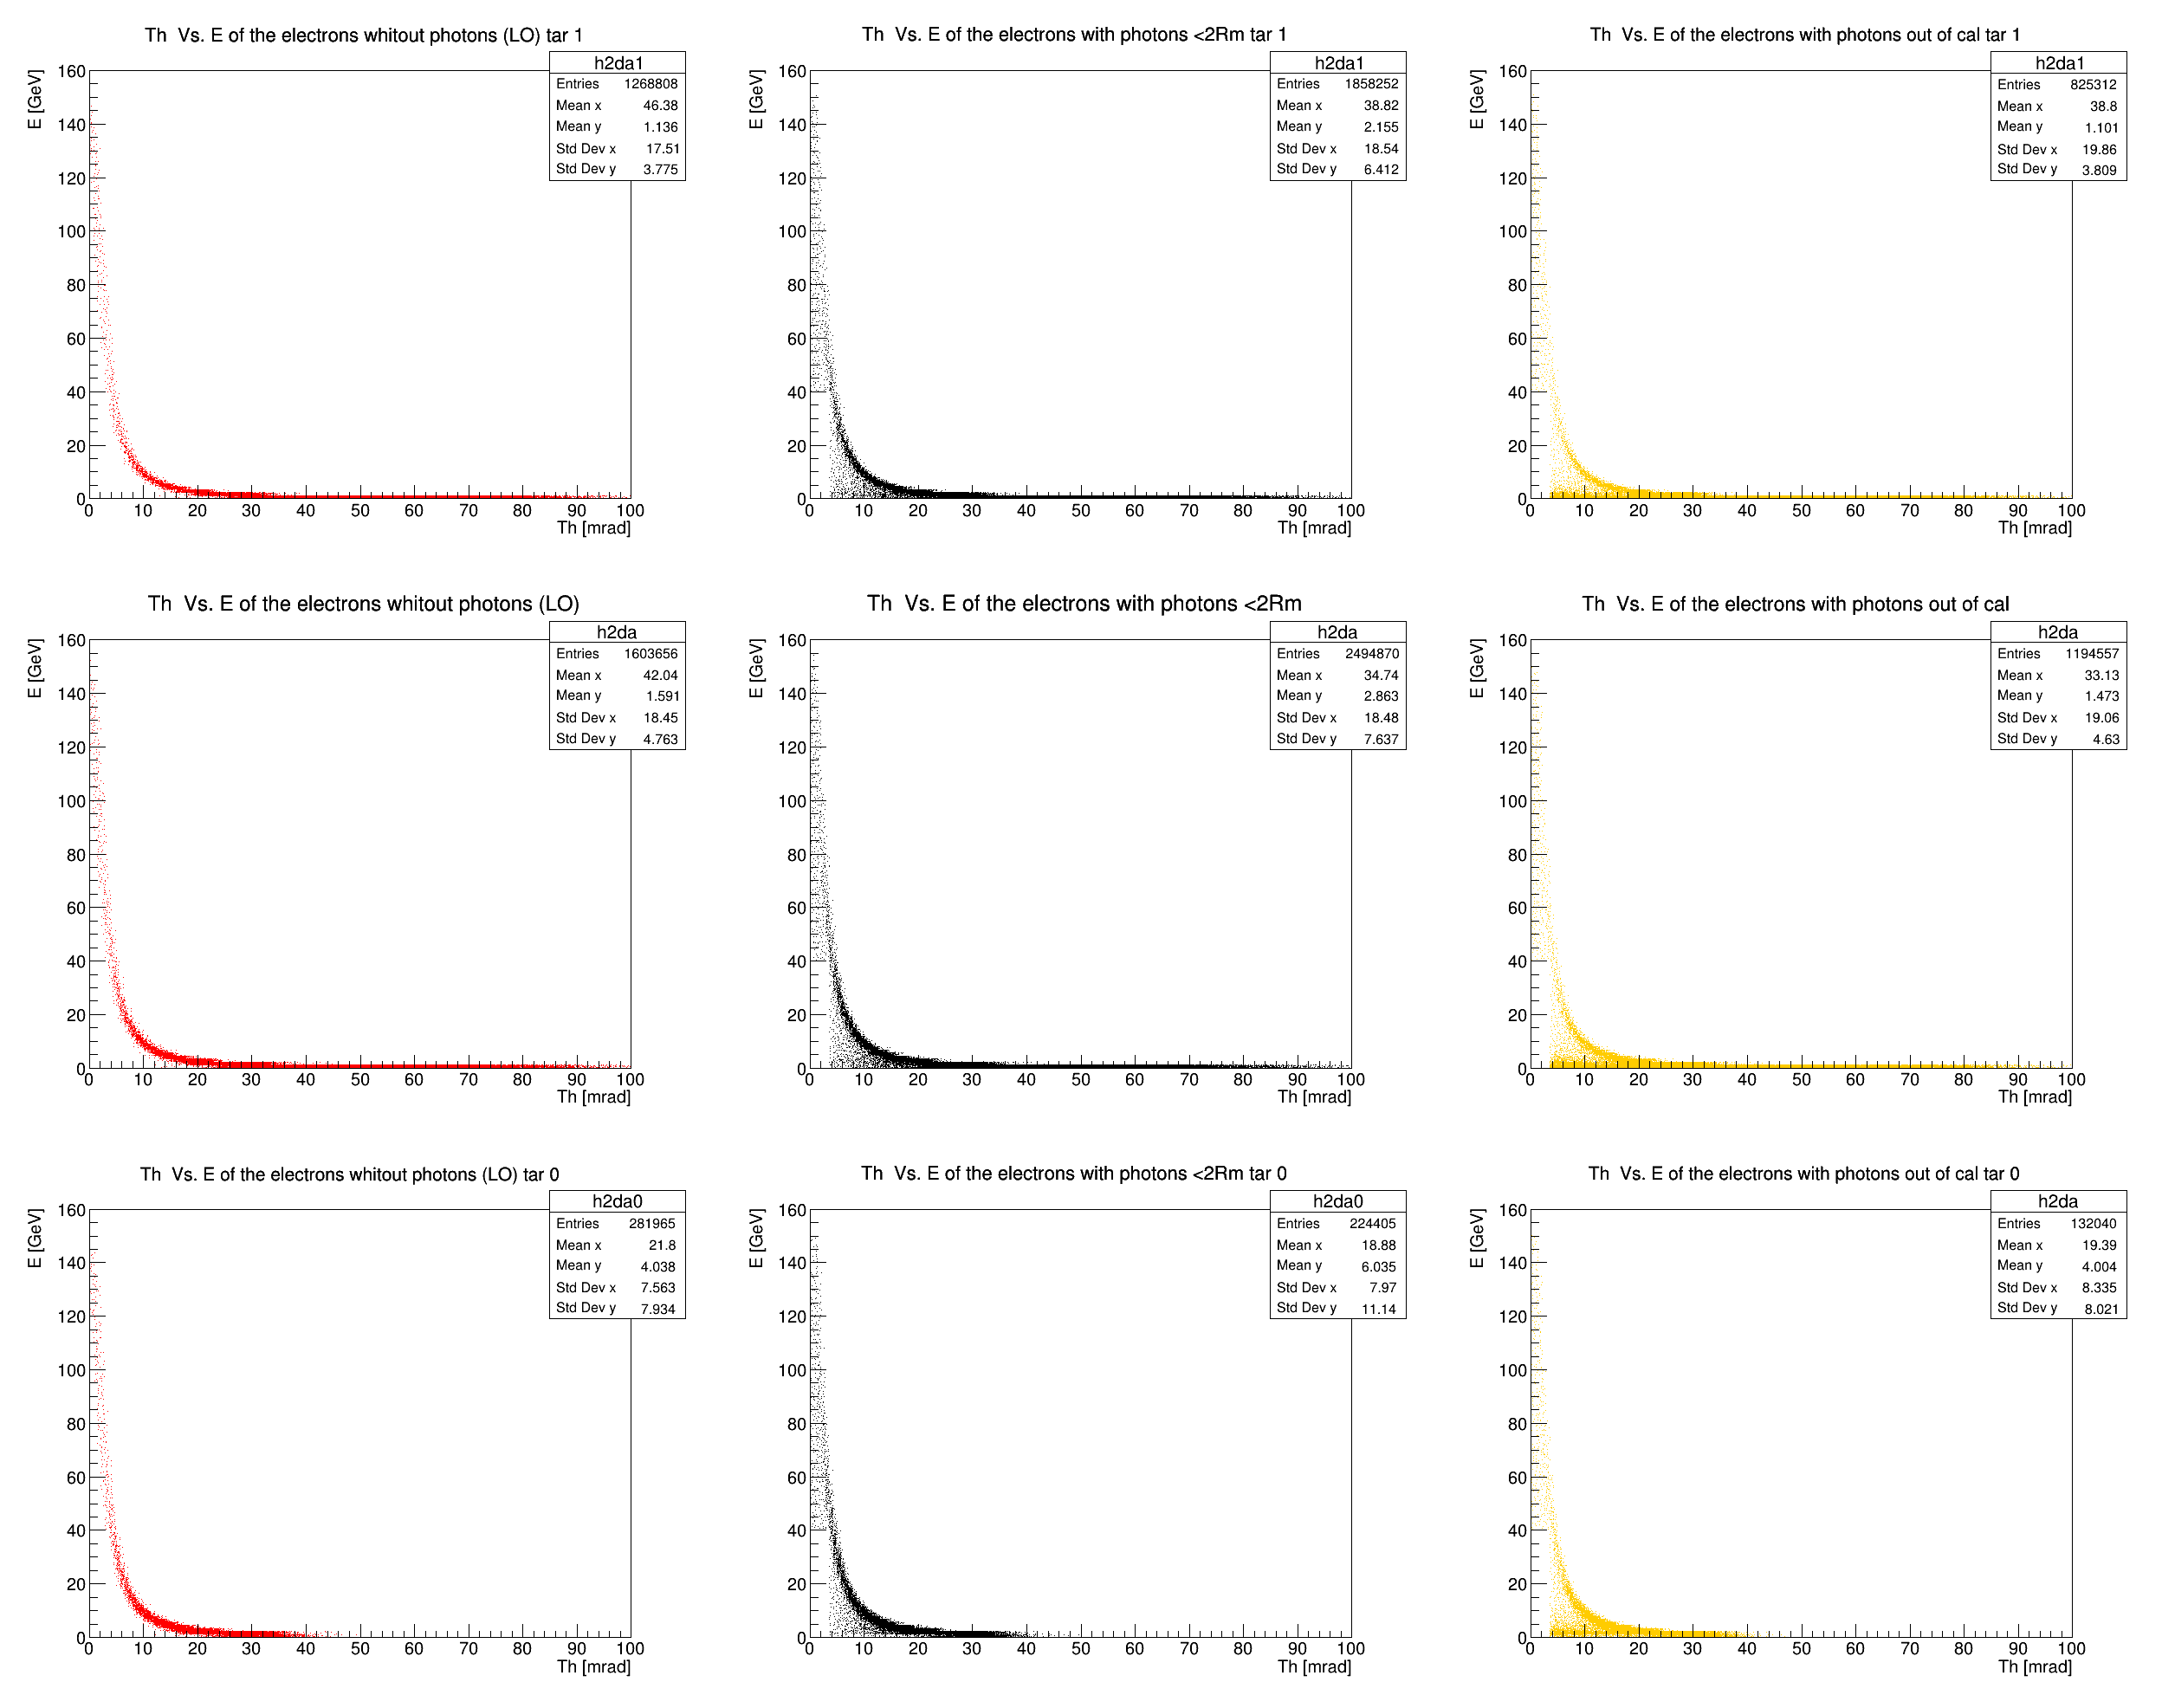 Th Vs. E of the electrons whitout photons (LO) tar 1
E [GeV]
160
140
120
100
80
60
40
20
0
0 10 20 30 40 50 60 70 80 90 100
Th [mrad]
h2da1
Entries 1268808
Mean x 46.38
Mean y 1.136
Std Dev x 17.51
Std Dev y 3.775
Th Vs. E of the electrons with photons <2Rm tar 1
E [GeV]
160
140
120
100
80
60
40
20
0
0 10 20 30 40 50 60 70 80 90 100
Th [mrad]
h2da1
Entries 1858252
Mean x 38.82
Mean y 2.155
Std Dev x 18.54
Std Dev y 6.412
Th Vs. E of the electrons with photons out of cal tar 1
E [GeV]
160
140
120
100
80
60
40
20
0
0 10 20 30 40 50 60 70 80 90 100
Th [mrad]
h2da1
Entries 825312
Mean x 38.8
Mean y 1.101
Std Dev x 19.86
Std Dev y 3.809
Th Vs. E of the electrons whitout photons (LO)
E [GeV]
160
140
120
100
80
60
40
20
0
0 10 20 30 40 50 60 70 80 90 100
Th [mrad]
h2da
Entries 1603656
Mean x 42.04
Mean y 1.591
Std Dev x 18.45
Std Dev y 4.763
Th Vs. E of the electrons with photons <2Rm
E [GeV]
160
140
120
100
80
60
40
20
0
0 10 20 30 40 50 60 70 80 90 100
Th [mrad]
h2da
Entries 2494870
Mean x 34.74
Mean y 2.863
Std Dev x 18.48
Std Dev y 7.637
Th Vs. E of the electrons with photons out of cal
E [GeV]
160
140
120
100
80
60
40
20
0
0 10 20 30 40 50 60 70 80 90 100
Th [mrad]
h2da
Entries 1194557
Mean x 33.13
Mean y 1.473
Std Dev x 19.06
Std Dev y 4.63
Th Vs. E of the electrons whitout photons (LO) tar 0
E [GeV]
160
140
120
100
80
60
40
20
0
0 10 20 30 40 50 60 70 80 90 100
Th [mrad]
h2da0
Entries 281965
Mean x 21.8
Mean y 4.038
Std Dev x 7.563
Std Dev y 7.934
Th Vs. E of the electrons with photons <2Rm tar 0
E [GeV]
160
140
120
100
80
60
40
20
0
0 10 20 30 40 50 60 70 80 90 100
Th [mrad]
h2da0
Entries 224405
Mean x 18.88
Mean y 6.035
Std Dev x 7.97
Std Dev y 11.14
Th Vs. E of the electrons with photons out of cal tar 0
E [GeV]
160
140
120
100
80
60
40
20
0
0 10 20 30 40 50 60 70 80 90 100
Th [mrad]
h2da
Entries 132040
Mean x 19.39
Mean y 4.004
Std Dev x 8.335
Std Dev y 8.021